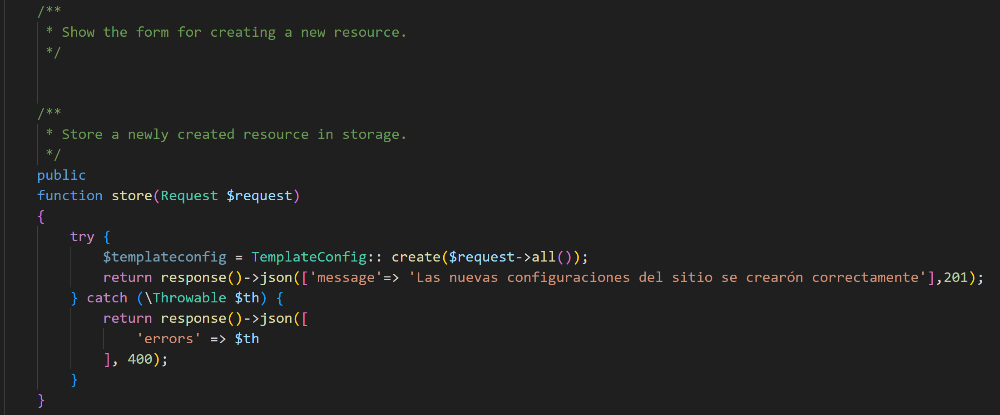 /**
 * Show the form for creating a new resource.
 */
/**
 * Store a newly created resource in storage.
 */
public
function store(Request $request)
{
    try {
        $templateconfig = TemplateConfig:: create($request->all());
        return response()->json(['message'=> 'Las nuevas configuraciones del sitio se crearón correctamente'],201);
    } catch (\Throwable $th) {
        return response()->json([
            'errors' => $th
        ], 400);
    }
}